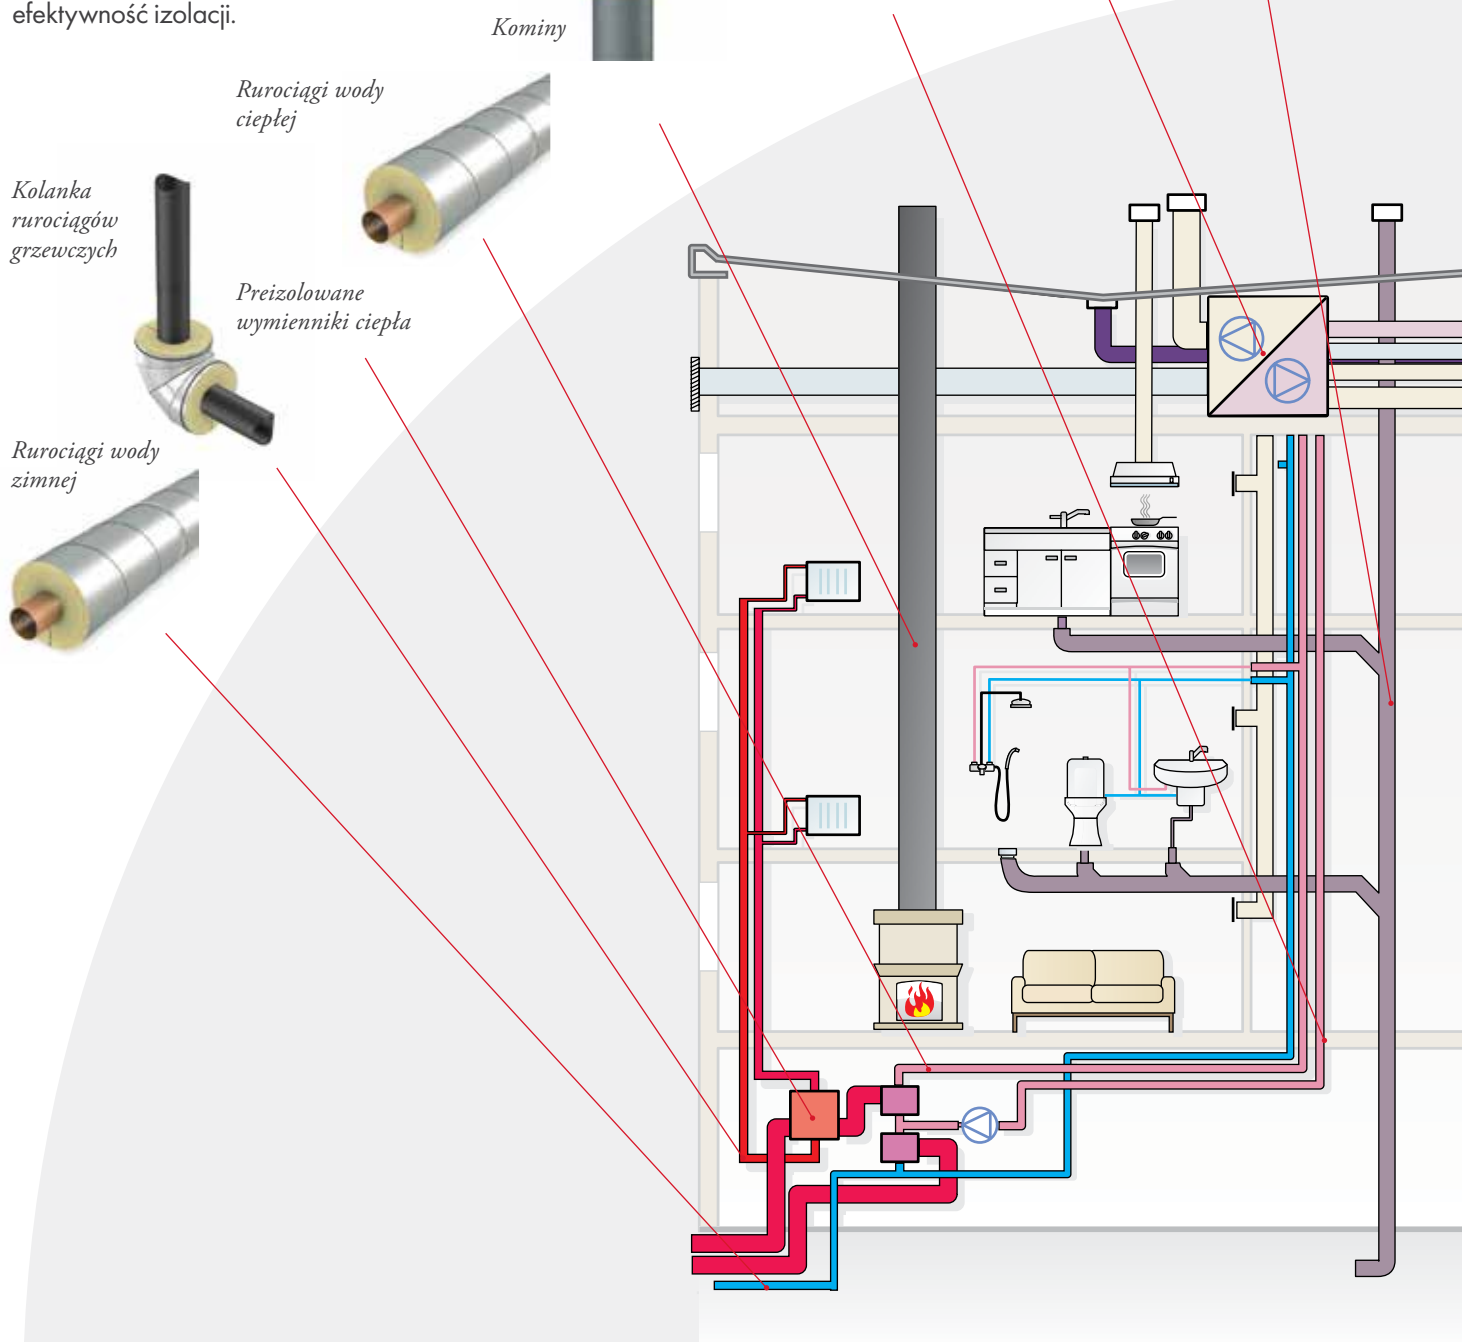 efektywność izolacji.
Kominy
Rurociągi wody
ciepłej
Kolanka
rurociągów
grzewczych
Preizolowane
wymienniki ciepła
Rurociągi wody
zimnej